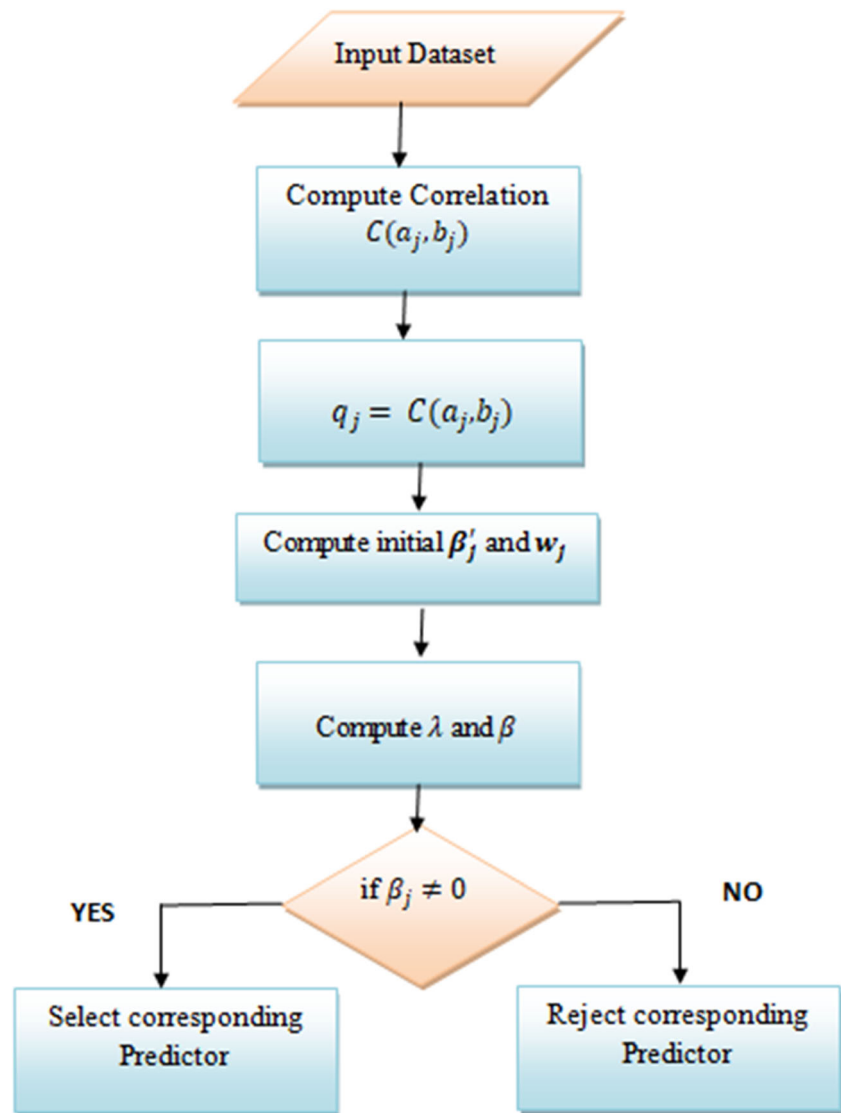 Input Dataset
Compute Correlation
C(a_j,b_j)
q_j = C(a_j,b_j)
Compute initial β′_j and w_j
Compute λ and β
if β_j ≠ 0
YES
NO
Select corresponding
Predictor
Reject corresponding
Predictor